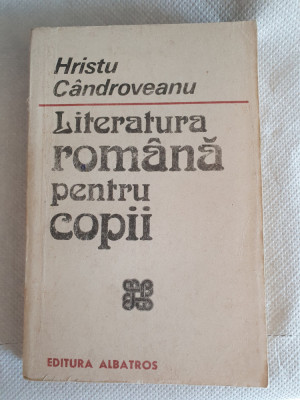 Hristu
Cândroveanu
Literatura
română
pentru
copii
EDITURA ALBATROS